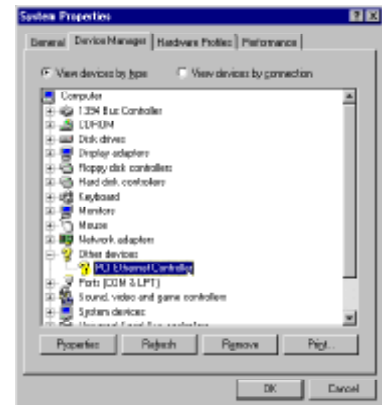 System Properties
General
Device Manager
Hardware Profiles
Performance
View devices by type
View devices by connection
Computer
1394 Bus Controller
CDROM
Disk drives
Display adapters
Floppy disk controllers
Hard disk controllers
Keyboard
Monitors
Mouse
Network adapters
Other devices
PCI Ethernet Controller
Ports (COM & LPT)
Sound, video and game controllers
System devices
Properties
Refresh
Remove
Print...
OK
Cancel